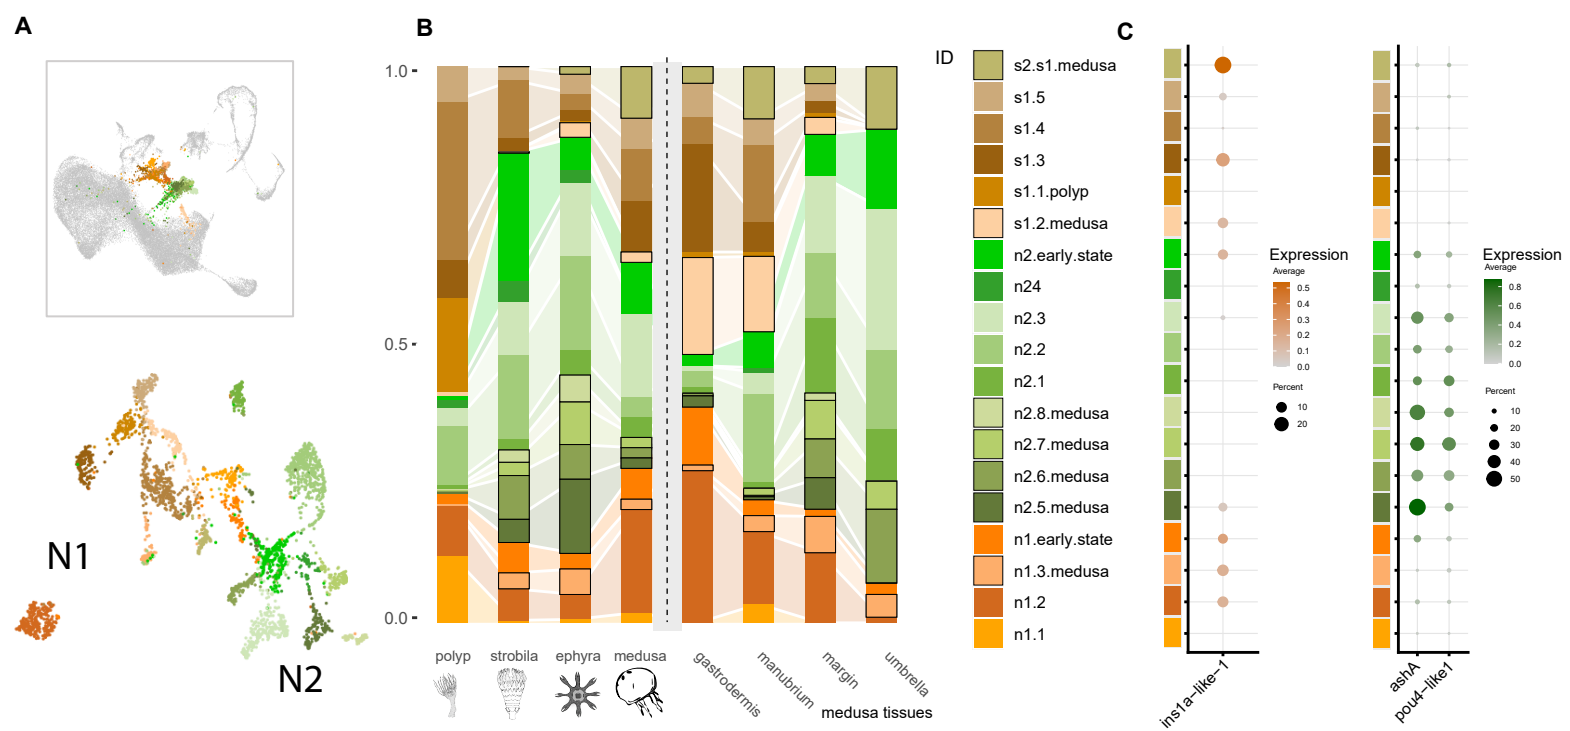 A
N1
N2
B
1.0
0.5
0.0
polyp
strobila
ephyra
medusa
gastrodermis
manubrium
margin
umbrella
medusa tissues
ID
s2.s1.medusa
s1.5
s1.4
s1.3
s1.1.polyp
s1.2.medusa
n2.early.state
n24
n2.3
n2.2
n2.1
n2.8.medusa
n2.7.medusa
n2.6.medusa
n2.5.medusa
n1.early.state
n1.3.medusa
n1.2
n1.1
C
ins1a-like-1
Expression
Average
0.5
0.4
0.3
0.2
0.1
0.0
Percent
10
20
ashA
pou4-like1
Expression
Average
0.8
0.6
0.4
0.2
0.0
Percent
10
20
30
40
50